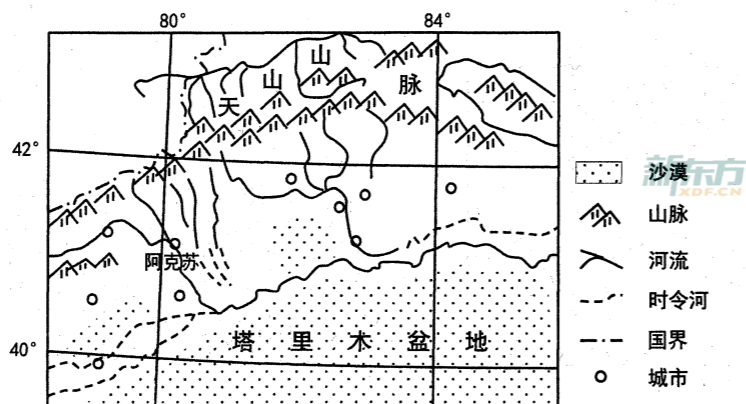 80° 84°
天山山脉
42°
阿克苏
40°
塔里木盆地
沙漠
山脉
河流
时令河
国界
城市
新东方
XDF.CN